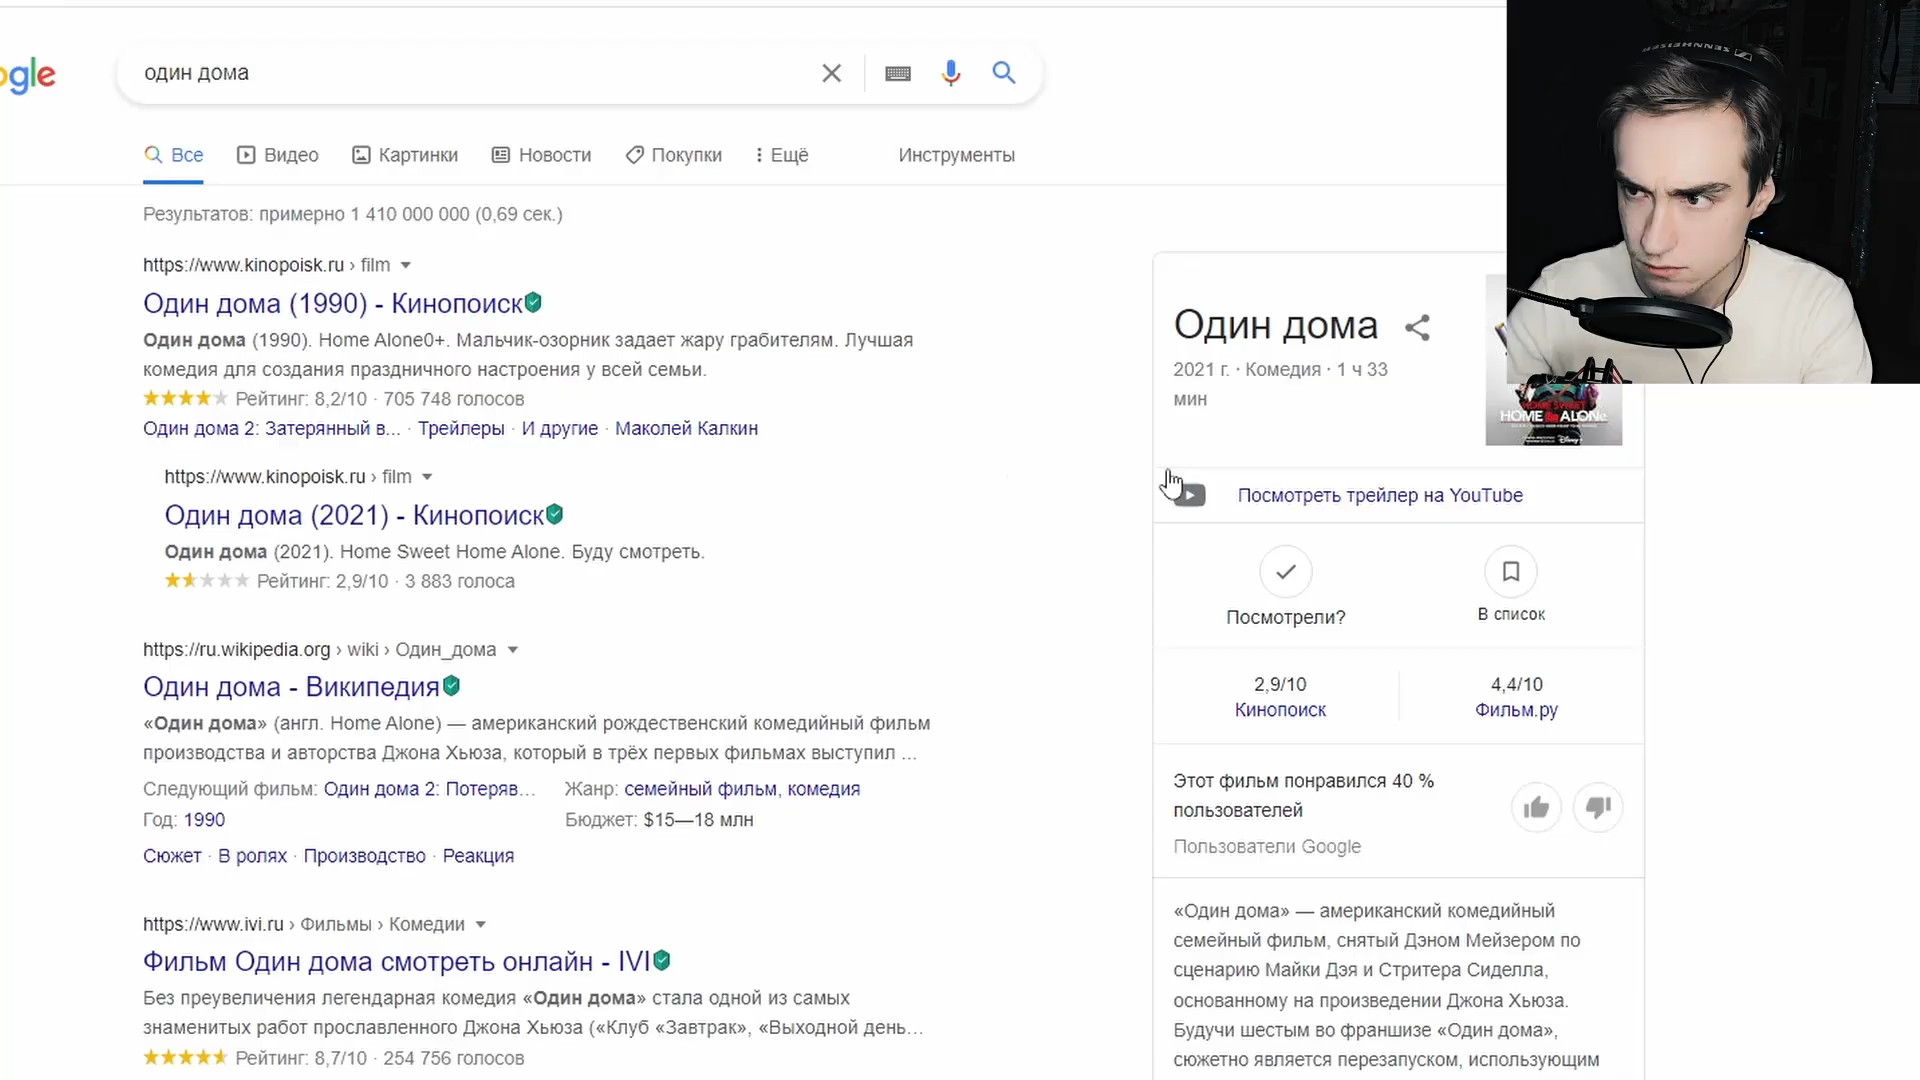 ogle
один дома
Все
Видео
Картинки
Новости
Покупки
Ещё
Инструменты
Результатов: примерно 1 410 000 000 (0,69 сек.)
https://www.kinopoisk.ru › film
Один дома (1990) - Кинопоиск
Один дома (1990). Home Alone0+. Мальчик-озорник задает жару грабителям. Лучшая
комедия для создания праздничного настроения у всей семьи.
Рейтинг: 8,2/10 · 705 748 голосов
Один дома 2: Затерянный в... · Трейлеры · И другие · Маколей Калкин
https://www.kinopoisk.ru › film
Один дома (2021) - Кинопоиск
Один дома (2021). Home Sweet Home Alone. Буду смотреть.
Рейтинг: 2,9/10 · 3 883 голоса
https://ru.wikipedia.org › wiki › Один_дома
Один дома - Википедия
«Один дома» (англ. Home Alone) — американский рождественский комедийный фильм
производства и авторства Джона Хьюза, который в трёх первых фильмах выступил ...
Следующий фильм: Один дома 2: Потеряв...
Жанр: семейный фильм, комедия
Год: 1990
Бюджет: $15—18 млн
Сюжет · В ролях · Производство · Реакция
https://www.ivi.ru › Фильмы › Комедии
Фильм Один дома смотреть онлайн - IVI
Без преувеличения легендарная комедия «Один дома» стала одной из самых
знаменитых работ прославленного Джона Хьюза («Клуб «Завтрак», «Выходной день...
Рейтинг: 8,7/10 · 254 756 голосов
SENNHEISER
Один дома
2021 г. · Комедия · 1 ч 33
мин
HOME SWEET
HOME ALONE
Disney+
Посмотреть трейлер на YouTube
Посмотрели?
В список
2,9/10
Кинопоиск
4,4/10
Фильм.ру
Этот фильм понравился 40 %
пользователей
Пользователи Google
«Один дома» — американский комедийный
семейный фильм, снятый Дэном Мейзером по
сценарию Майки Дэя и Стритера Сиделла,
основанному на произведении Джона Хьюза.
Будучи шестым во франшизе «Один дома»,
сюжетно является перезапуском, использующим